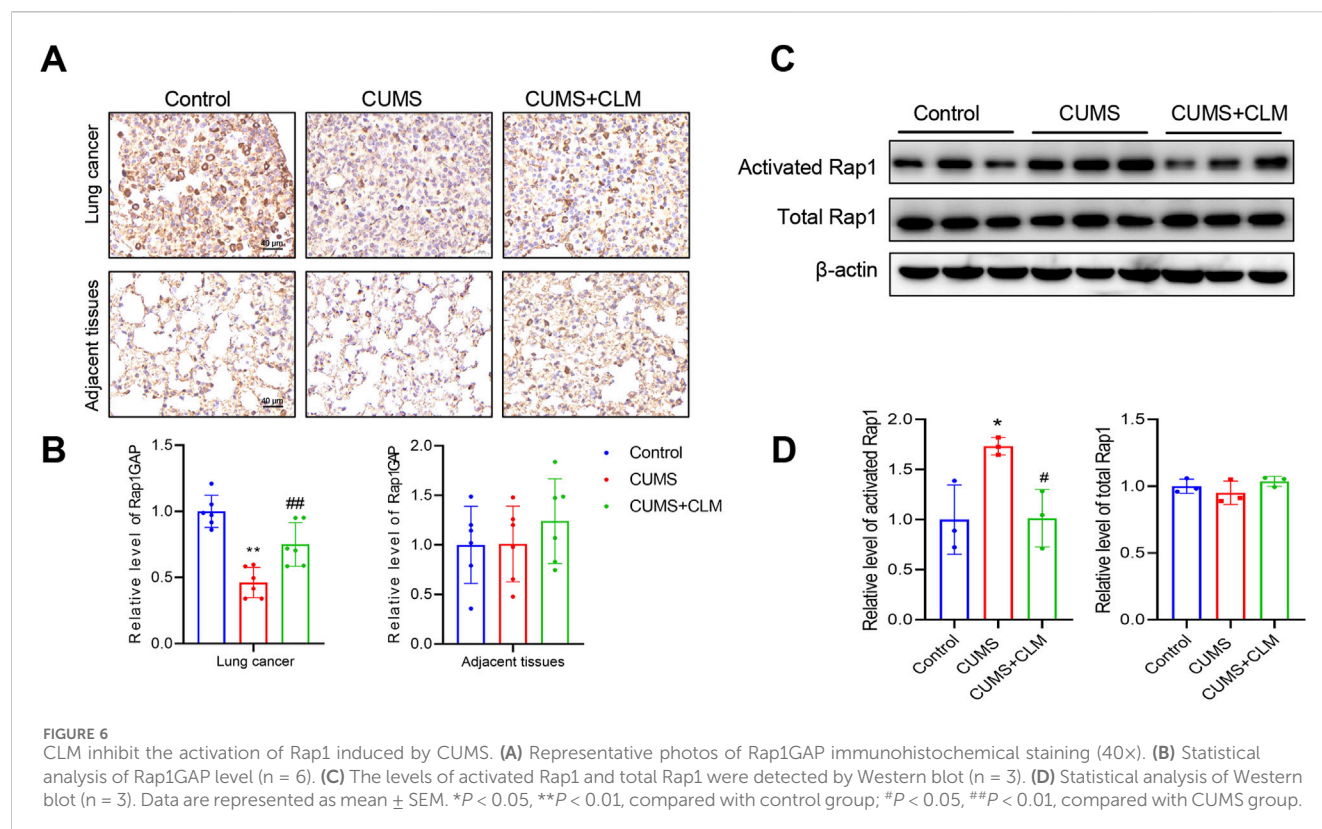 A
Control CUMS CUMS+CLM
Lung cancer
40 μm
Adjacent tissues
40 μm
B
Relative level of Rap1GAP
1.5
1.0
0.5
0.0
**
##
Lung cancer
Relative level of Rap1GAP
2.0
1.5
1.0
0.5
0.0
Adjacent tissues
Control
CUMS
CUMS+CLM
C
Control CUMS CUMS+CLM
Activated Rap1
Total Rap1
β-actin
D
Relative level of activated Rap1
2.0
1.5
1.0
0.5
0.0
*
#
Control
CUMS
CUMS+CLM
Relative level of total Rap1
1.5
1.0
0.5
0.0
Control
CUMS
CUMS+CLM
FIGURE 6
CLM inhibit the activation of Rap1 induced by CUMS. (A) Representative photos of Rap1GAP immunohistochemical staining (40×). (B) Statistical
analysis of Rap1GAP level (n = 6). (C) The levels of activated Rap1 and total Rap1 were detected by Western blot (n = 3). (D) Statistical analysis of Western
blot (n = 3). Data are represented as mean ± SEM. *P < 0.05, **P < 0.01, compared with control group; #P < 0.05, ##P < 0.01, compared with CUMS group.